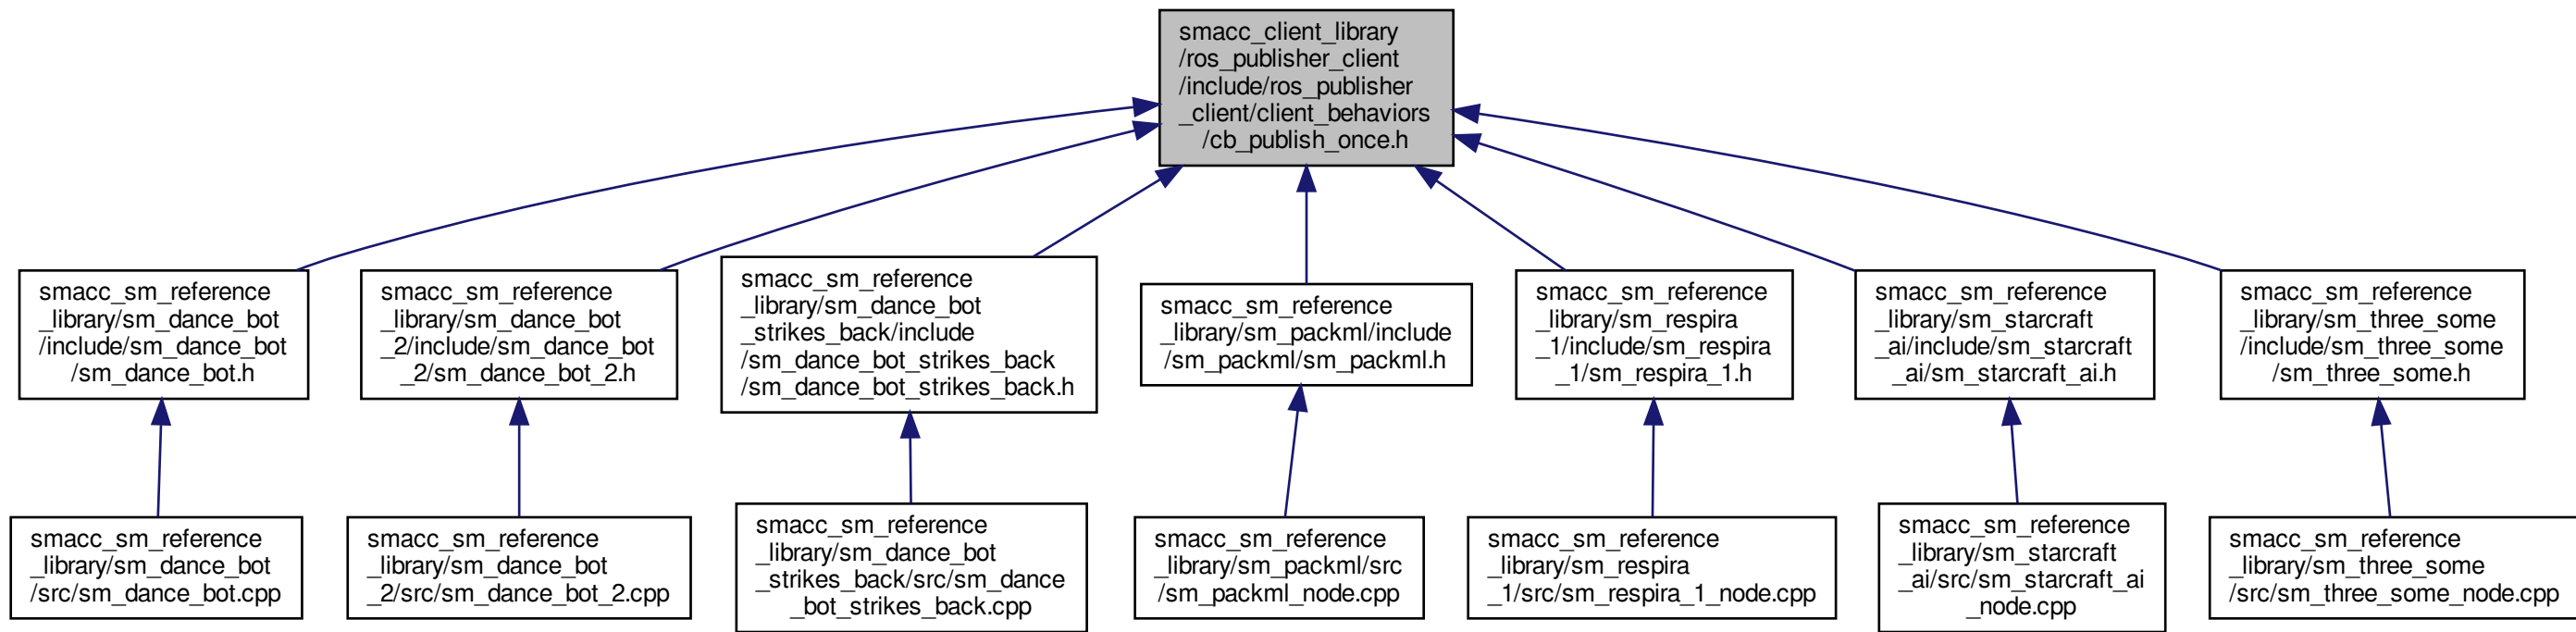 smacc_client_library
/ros_publisher_client
/include/ros_publisher
_client/client_behaviors
/cb_publish_once.h
smacc_sm_reference
_library/sm_dance_bot
/include/sm_dance_bot
/sm_dance_bot.h
smacc_sm_reference
_library/sm_dance_bot
_2/include/sm_dance_bot
_2/sm_dance_bot_2.h
smacc_sm_reference
_library/sm_dance_bot
_strikes_back/include
/sm_dance_bot_strikes_back
/sm_dance_bot_strikes_back.h
smacc_sm_reference
_library/sm_packml/include
/sm_packml/sm_packml.h
smacc_sm_reference
_library/sm_respira
_1/include/sm_respira
_1/sm_respira_1.h
smacc_sm_reference
_library/sm_starcraft
_ai/include/sm_starcraft
_ai/sm_starcraft_ai.h
smacc_sm_reference
_library/sm_three_some
/include/sm_three_some
/sm_three_some.h
smacc_sm_reference
_library/sm_dance_bot
/src/sm_dance_bot.cpp
smacc_sm_reference
_library/sm_dance_bot
_2/src/sm_dance_bot_2.cpp
smacc_sm_reference
_library/sm_dance_bot
_strikes_back/src/sm_dance
_bot_strikes_back.cpp
smacc_sm_reference
_library/sm_packml/src
/sm_packml_node.cpp
smacc_sm_reference
_library/sm_respira
_1/src/sm_respira_1_node.cpp
smacc_sm_reference
_library/sm_starcraft
_ai/src/sm_starcraft_ai
_node.cpp
smacc_sm_reference
_library/sm_three_some
/src/sm_three_some_node.cpp